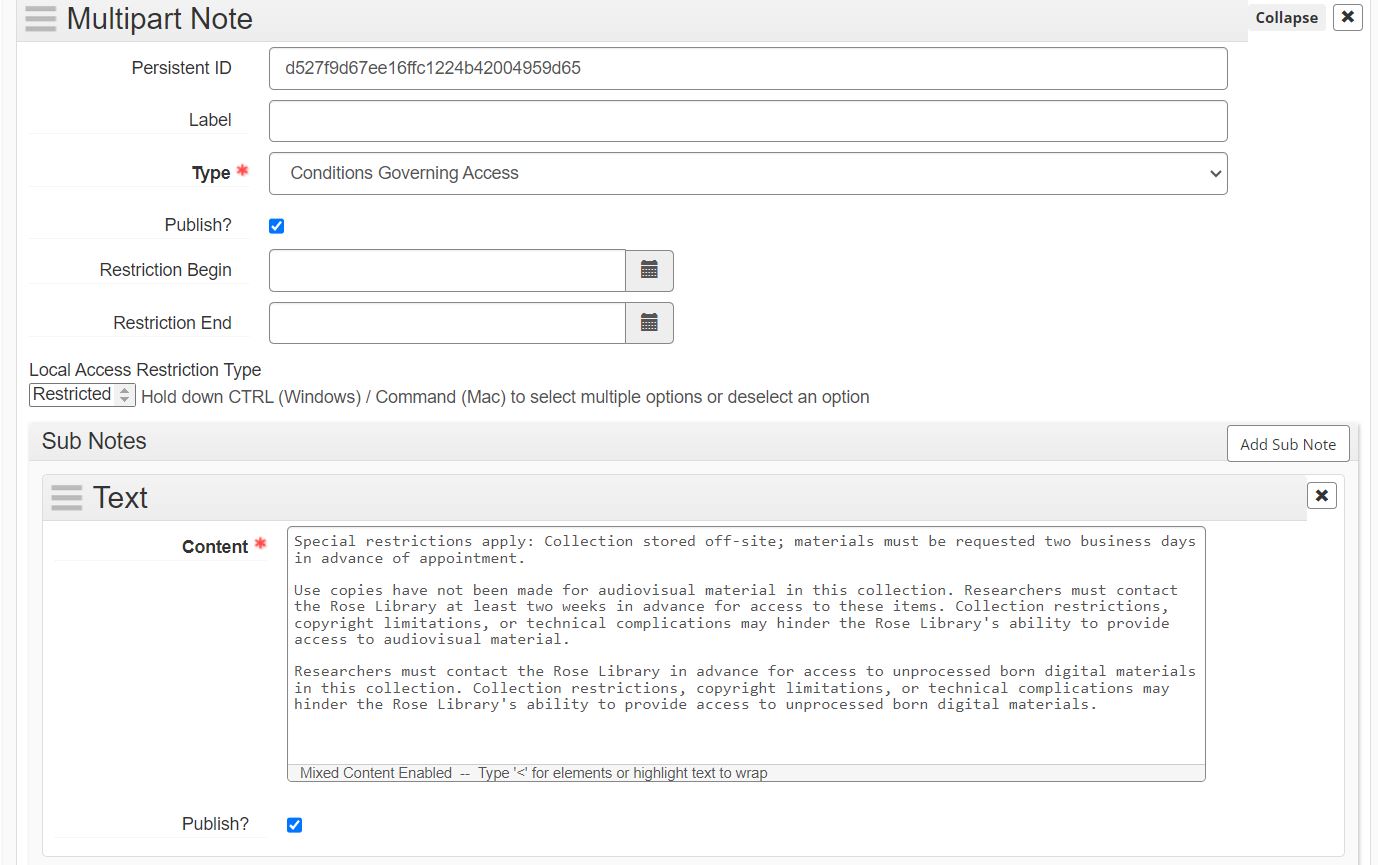 Multipart Note
Collapse
Persistent ID
d527f9d67ee16ffc1224b42004959d65
Label
Type *
Conditions Governing Access
Publish?
Restriction Begin
Restriction End
Local Access Restriction Type
Restricted
Hold down CTRL (Windows) / Command (Mac) to select multiple options or deselect an option
Sub Notes
Add Sub Note
Text
Content *
Special restrictions apply: Collection stored off-site; materials must be requested two business days
in advance of appointment.
Use copies have not been made for audiovisual material in this collection. Researchers must contact
the Rose Library at least two weeks in advance for access to these items. Collection restrictions,
copyright limitations, or technical complications may hinder the Rose Library's ability to provide
access to audiovisual material.
Researchers must contact the Rose Library in advance for access to unprocessed born digital materials
in this collection. Collection restrictions, copyright limitations, or technical complications may
hinder the Rose Library's ability to provide access to unprocessed born digital materials.
Mixed Content Enabled -- Type '<' for elements or highlight text to wrap
Publish?